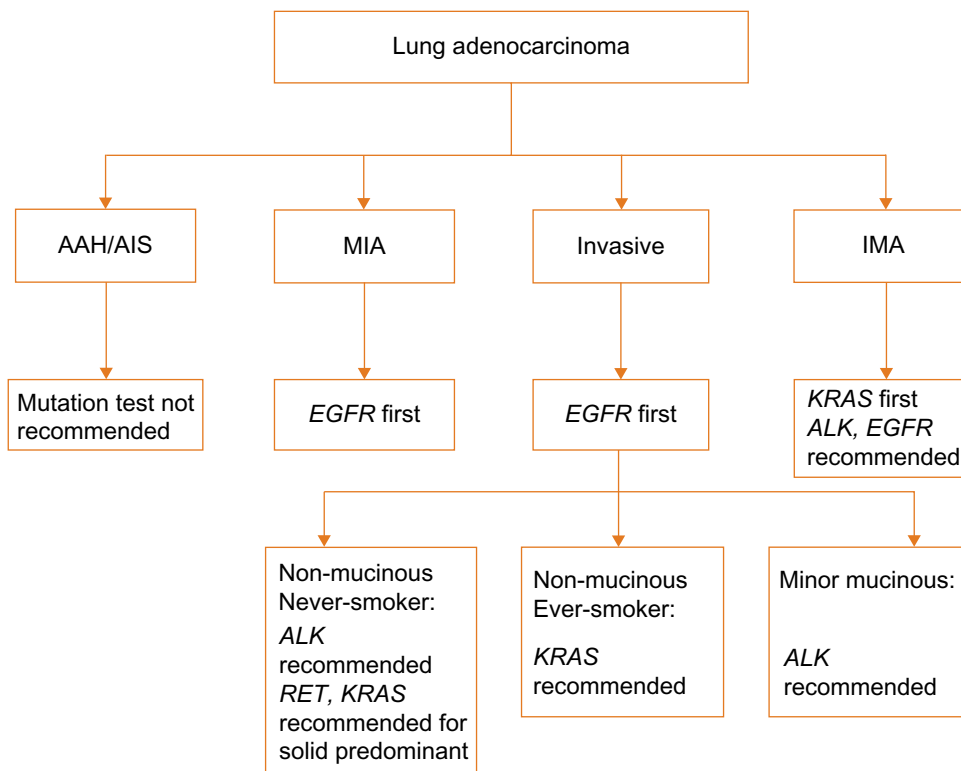 Lung adenocarcinoma
AAH/AIS
MIA
Invasive
IMA
Mutation test not
recommended
EGFR first
EGFR first
KRAS first
ALK, EGFR
recommended
Non-mucinous
Never-smoker:
ALK
recommended
RET, KRAS
recommended for
solid predominant
Non-mucinous
Ever-smoker:
KRAS
recommended
Minor mucinous:
ALK
recommended